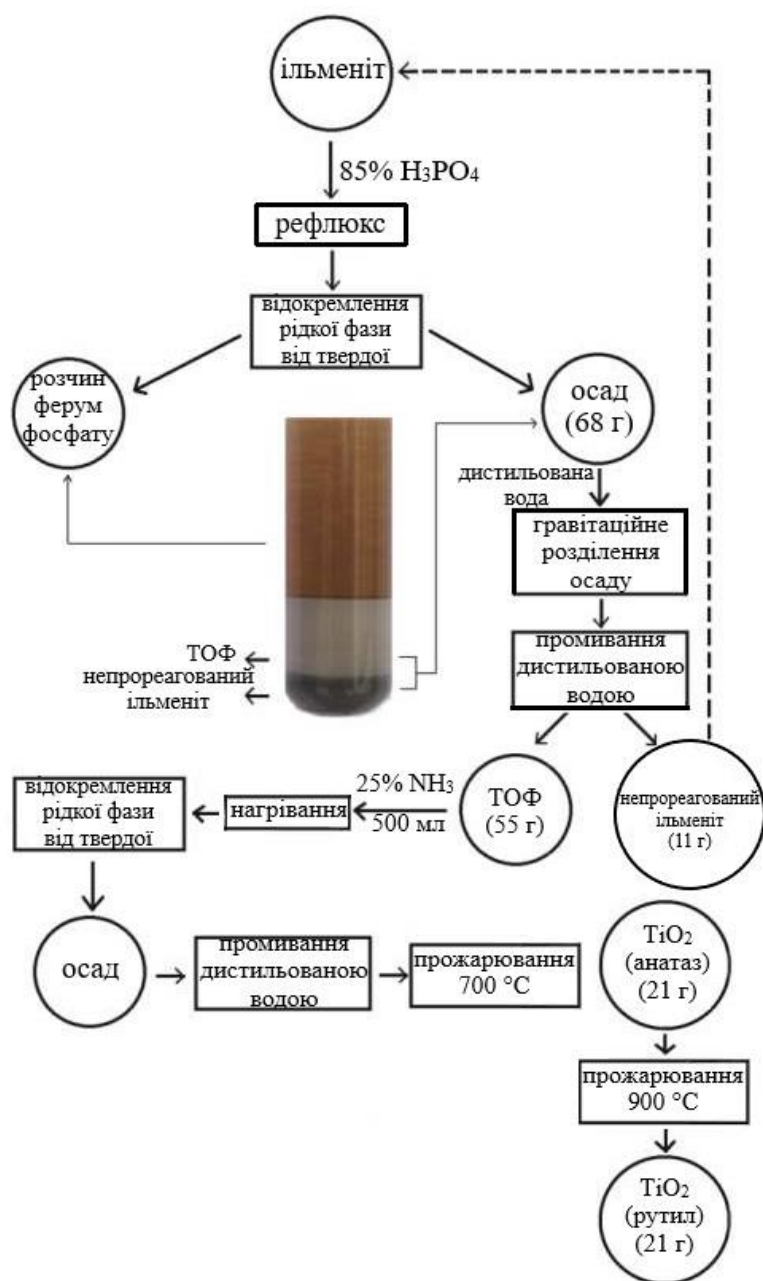 ільменіт
85% H₃PO₄
рефлюкс
відокремлення
рідкої фази
від твердої
розчин
ферум
фосфату
осад
(68 г)
дистильована
вода
гравітаційне
розділення
осаду
ТОФ
непрореагований
ільменіт
промивання
дистильованою
водою
відокремлення
рідкої фази
від твердої
нагрівання
25% NH₃
500 мл
ТОФ
(55 г)
непрореагований
ільменіт
(11 г)
осад
промивання
дистильованою
водою
прожарювання
700 °C
TiO₂
(анатаз)
(21 г)
прожарювання
900 °C
TiO₂
(рутил)
(21 г)